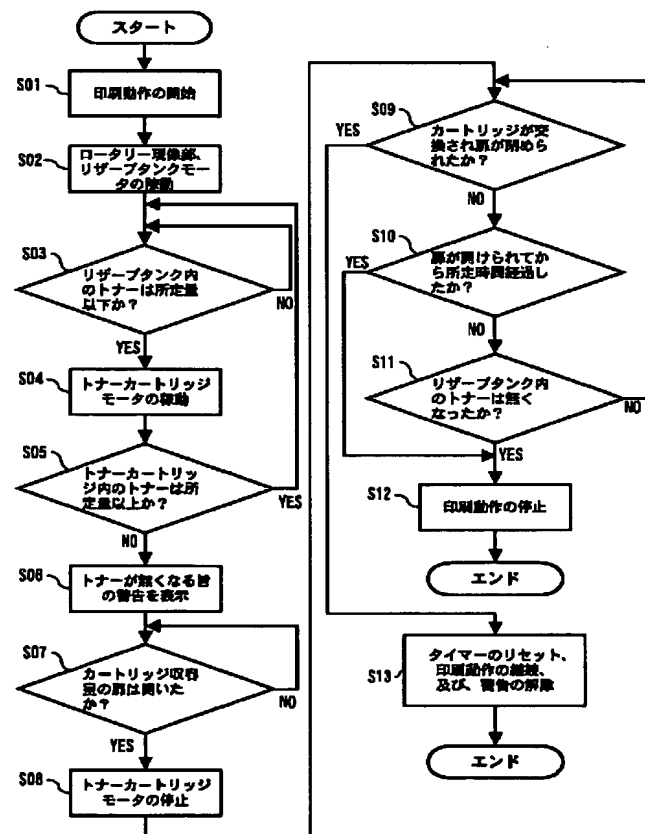 スタート
S01
印刷動作の開始
S02
ロータリー現像部、
リザーブタンクモー
タの稼動
S03
リザーブタンク内
のトナーは所定量
以下か?
NO
YES
S04
トナーカートリッジ
モータの稼動
S05
トナーカートリッ
ジ内のトナーは所
定量以上か?
YES
NO
S06
トナーが無くなる旨
の警告を表示
S07
カートリッジ収容
室の扉は開いた
か?
NO
YES
S08
トナーカートリッジ
モータの停止
S09
YES
カートリッジが交
換され扉が閉めら
れたか?
NO
S10
YES
扉が開けられてか
ら所定時間経過し
たか?
NO
S11
リザーブタンク内
のトナーは無く
なったか?
NO
YES
S12
印刷動作の停止
エンド
S13
タイマーのリセット、
印刷動作の継続、
及び、警告の解除
エンド